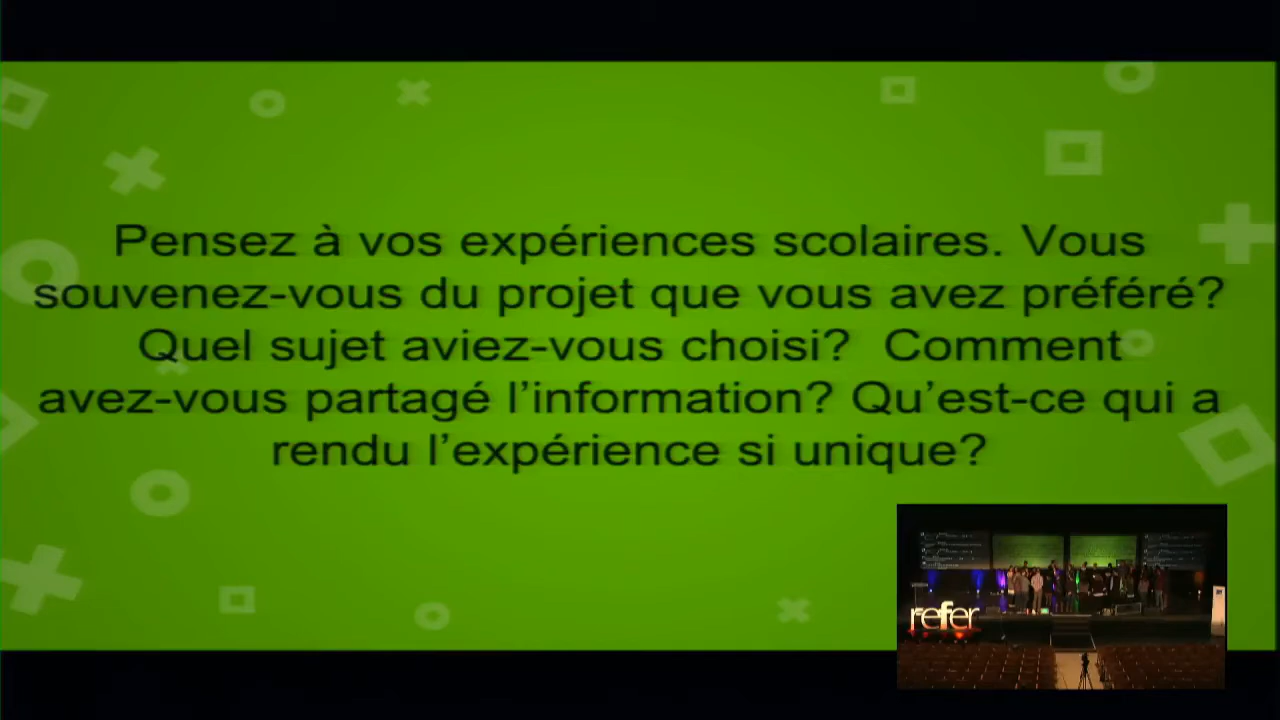 Pensez à vos expériences scolaires. Vous
souvenez-vous du projet que vous avez préféré?
Quel sujet aviez-vous choisi?  Comment
avez-vous partagé l’information? Qu’est-ce qui a
rendu l’expérience si unique?
refer